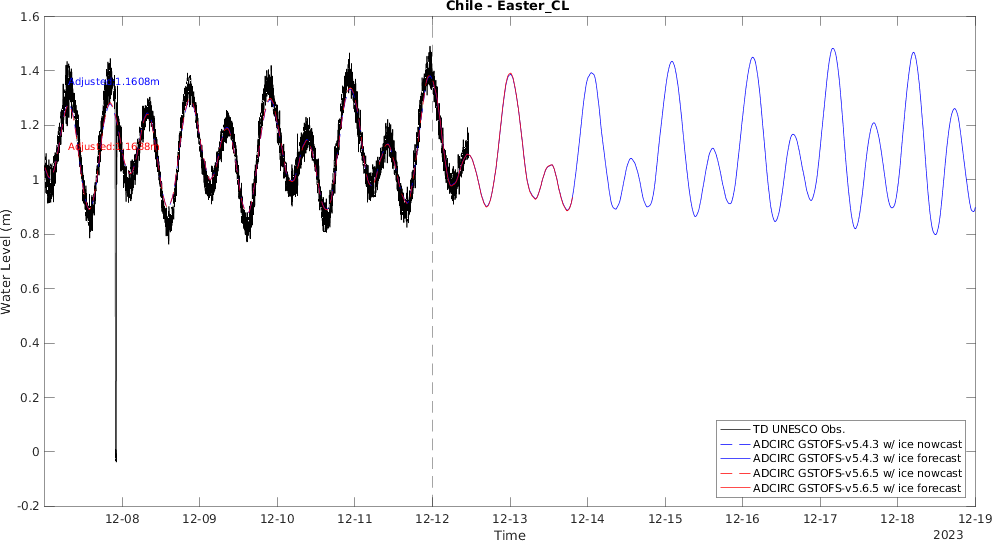 Chile - Easter_CL
1.6
1.4
1.2
1
0.8
0.6
0.4
0.2
0
-0.2
Water Level (m)
Adjusted:1.1608m
12-08
12-09
12-10
12-11
12-12
12-13
12-14
12-15
12-16
12-17
12-18
12-19
2023
Time
TD UNESCO Obs.
ADCIRC GSTOFS-v5.4.3 w/ ice nowcast
ADCIRC GSTOFS-v5.4.3 w/ ice forecast
ADCIRC GSTOFS-v5.6.5 w/ ice nowcast
ADCIRC GSTOFS-v5.6.5 w/ ice forecast